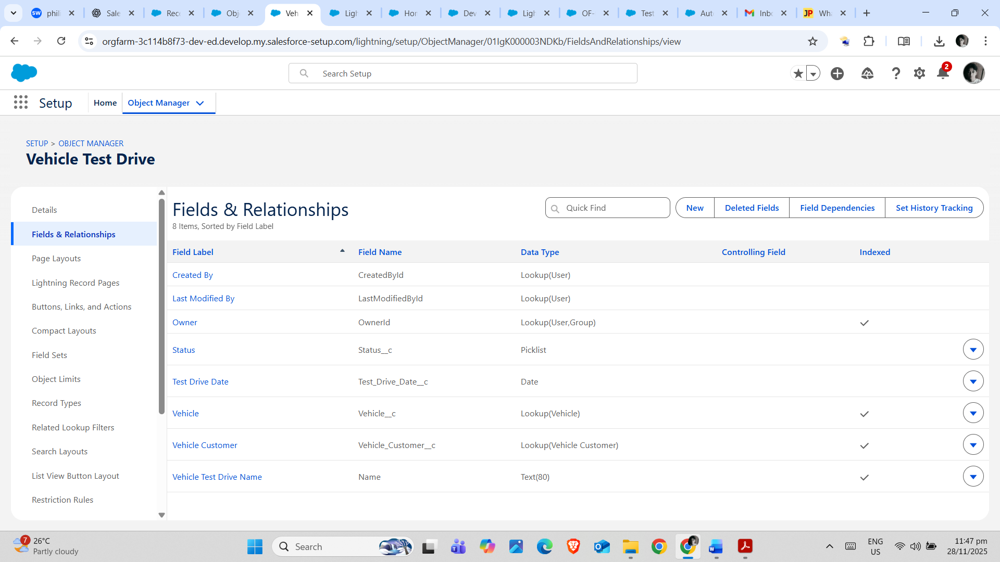 phili
Sale
Reco
Obj
Veh
Ligh
Hor
Dev
Ligh
OF-
Test
Aut
Inbo
Wha
orgfarm-3c114b8f73-dev-ed.develop.my.salesforce-setup.com/lightning/setup/ObjectManager/01IgK000003NDKb/FieldsAndRelationships/view
Search Setup
2
Setup
Home
Object Manager
SETUP > OBJECT MANAGER
Vehicle Test Drive
Details
Fields & Relationships
Page Layouts
Lightning Record Pages
Buttons, Links, and Actions
Compact Layouts
Field Sets
Object Limits
Record Types
Related Lookup Filters
Search Layouts
List View Button Layout
Restriction Rules
Fields & Relationships
8 Items, Sorted by Field Label
Quick Find
New
Deleted Fields
Field Dependencies
Set History Tracking
Field Label Field Name Data Type Controlling Field Indexed
Created By CreatedById Lookup(User)
Last Modified By LastModifiedById Lookup(User)
Owner OwnerId Lookup(User,Group)
Status Status__c Picklist
Test Drive Date Test_Drive_Date__c Date
Vehicle Vehicle__c Lookup(Vehicle)
Vehicle Customer Vehicle_Customer__c Lookup(Vehicle Customer)
Vehicle Test Drive Name Name Text(80)
7
26°C
Partly cloudy
Search
ENG
US
11:47 pm
28/11/2025